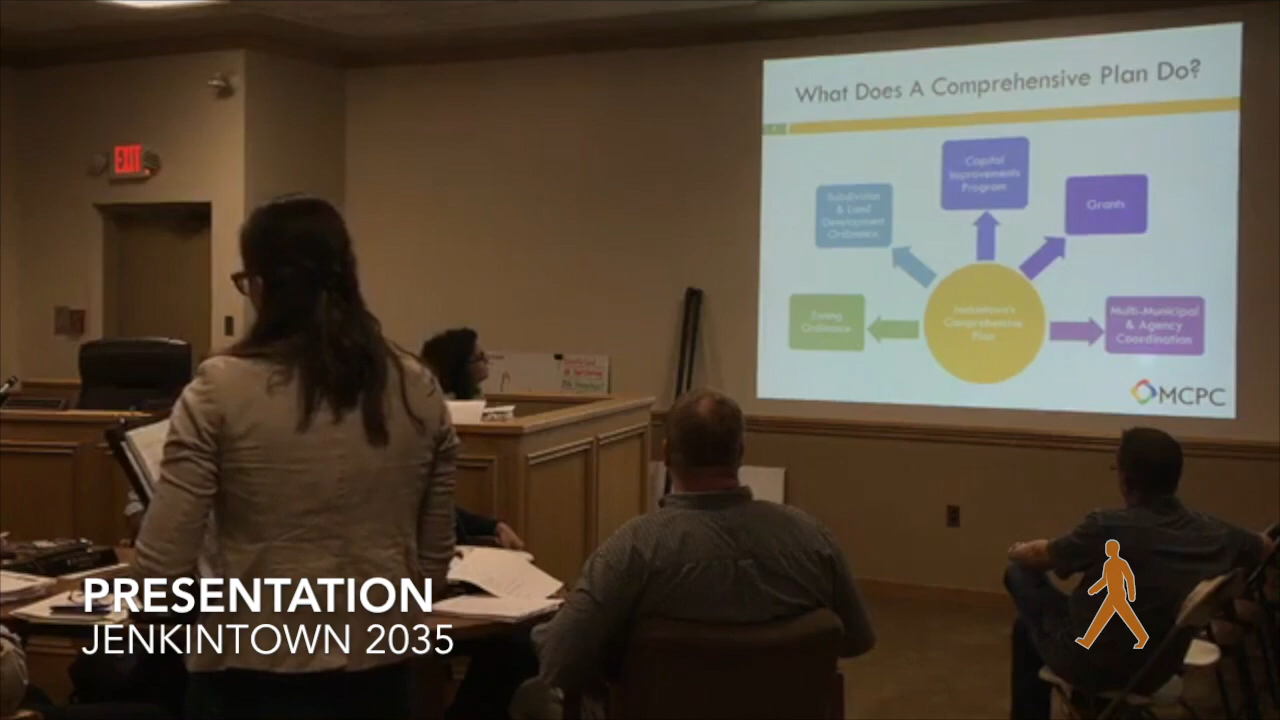 What Does A Comprehensive Plan Do?
Capital
Improvements
Program
Subdivision
& Land
Development
Ordinance
Grants
Zoning
Ordinance
Jenkintown's
Comprehensive
Plan
Multi-Municipal
& Agency
Coordination
MCPC
EXIT
PRESENTATION
JENKINTOWN 2035